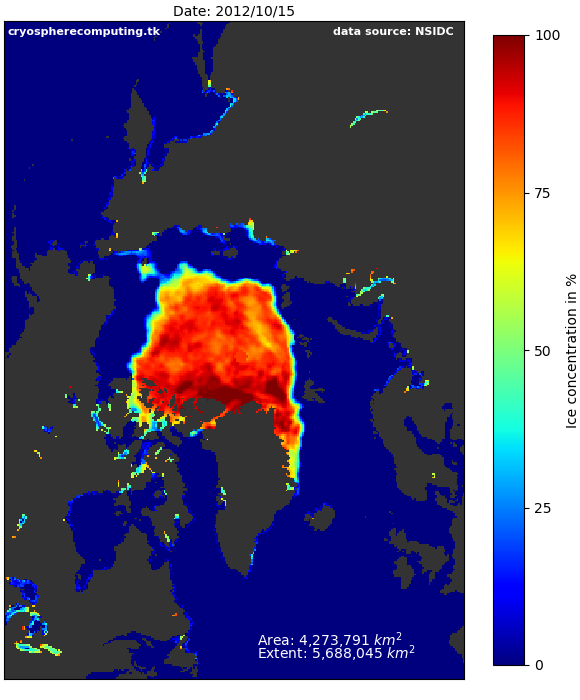 Date: 2012/10/15
cryospherecomputing.tk data source: NSIDC
100
75
50
25
0
Ice concentration in %
Area: 4,273,791 km²
Extent: 5,688,045 km²